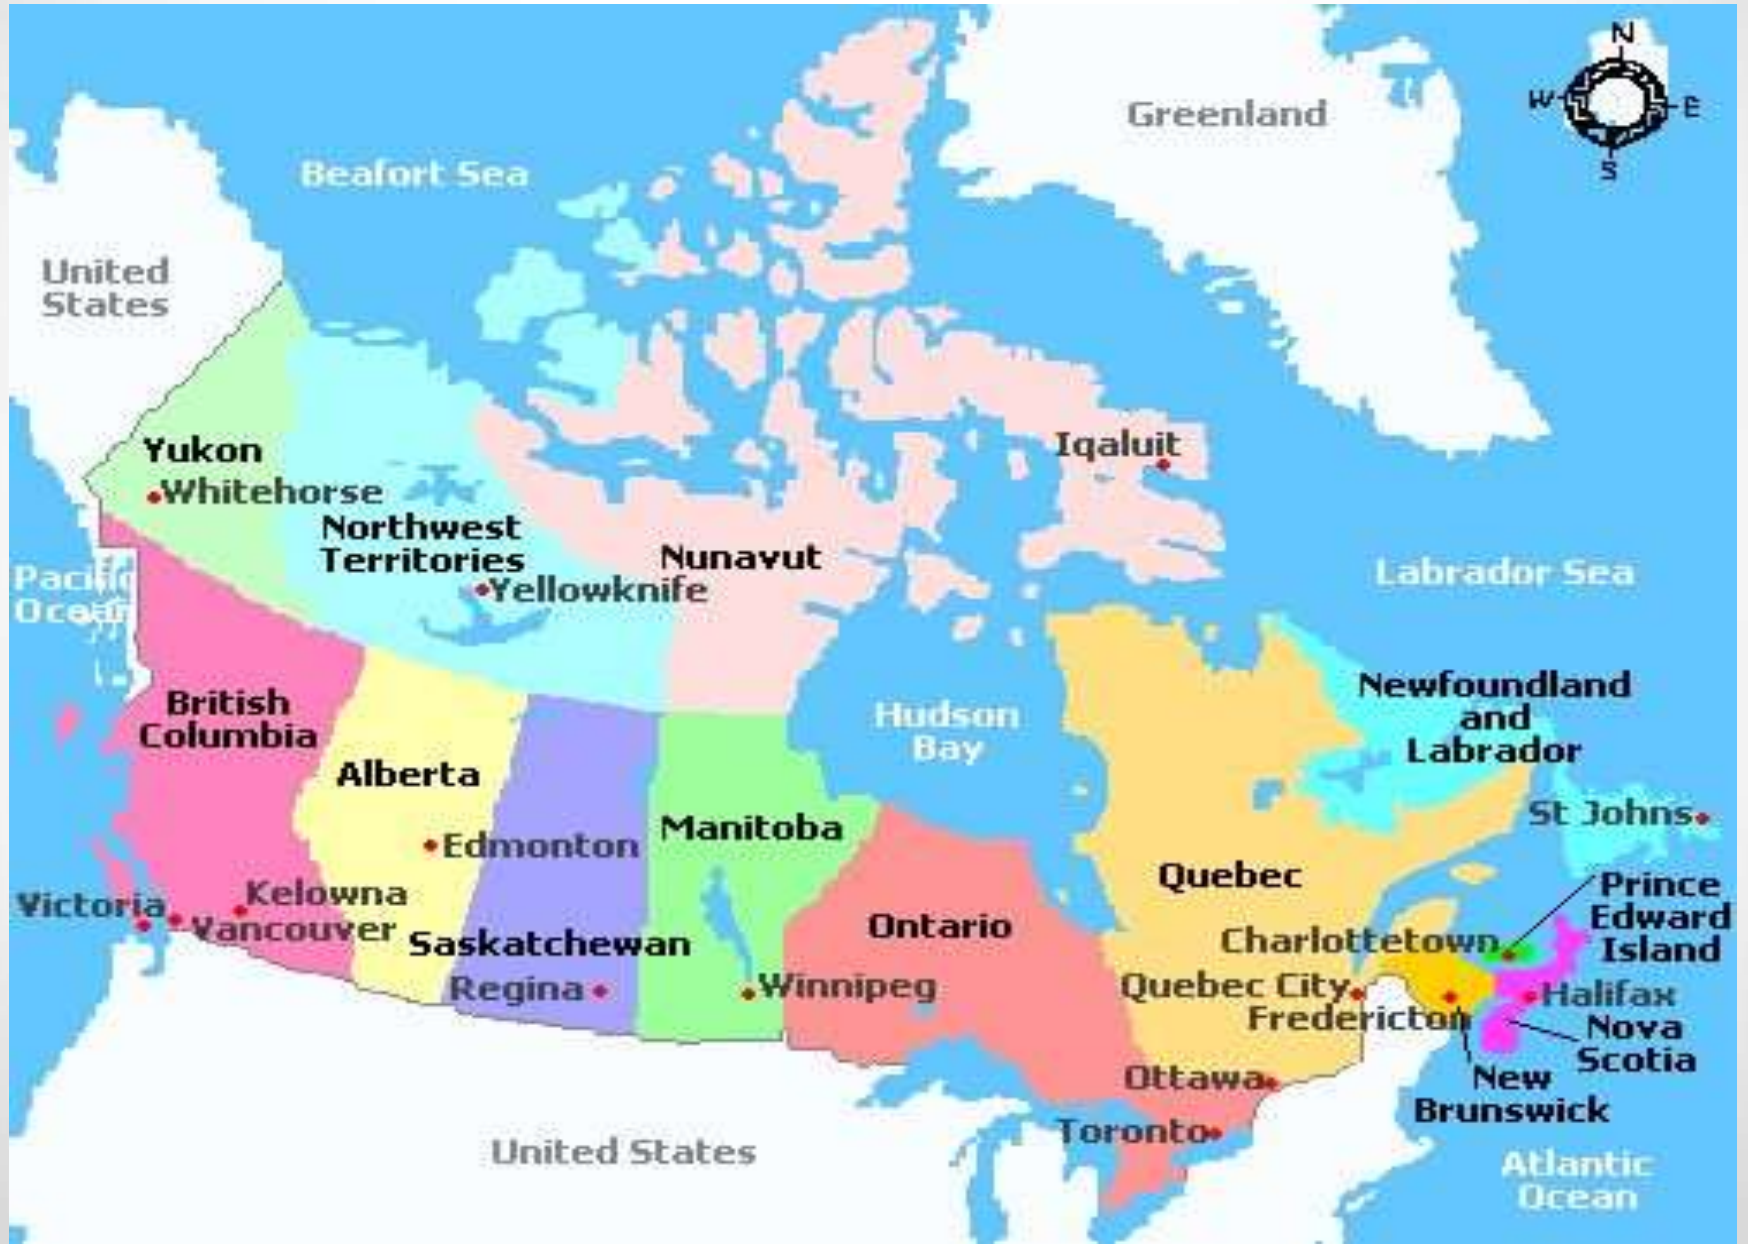 N
Greenland
W
E
Beafort Sea
S
United
States
Iqaluit
Yukon
Whitehorse
Northwest
Territories
Nunavut
Yellowknife
Labrador Sea
Pacific
Ocean
British
Columbia
Newfoundland
and
Labrador
Hudson
Bay
Alberta
St Johns
Manitoba
Edmonton
Quebec
Prince
Edward
Island
Kelowna
Victoria
Vancouver
Ontario
Saskatchewan
Charlottetown
Regina
Winnipeg
Quebec City
Halifax
Fredericton
Nova
Scotia
Ottawa
New
Brunswick
Toronto
United States
Atlantic
Ocean